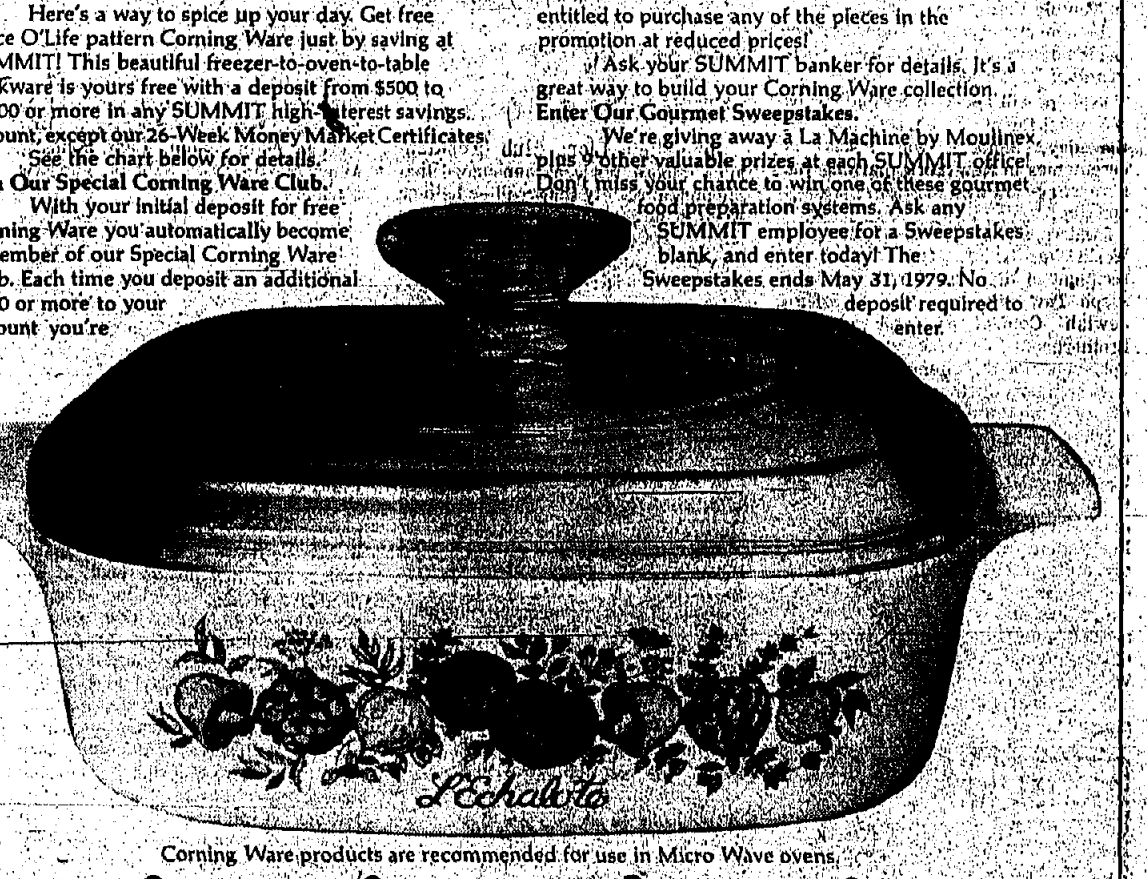 Here's a way to spice up your day. Get free
ce O'Life pattern Corning Ware just by saving at
MMIT! This beautiful freezer-to-oven-to-table
kware is yours free with a deposit from $500 to
00 or more in any SUMMIT high-interest savings
ount, except our 26-Week Money Market Certificates.
See the chart below for details.
Our Special Corning Ware Club.
With your initial deposit for free
ning Ware you automatically become
ember of our Special Corning Ware
b. Each time you deposit an additional
0 or more to your
ount you're
entitled to purchase any of the pieces in the
promotion at reduced prices!
Ask your SUMMIT banker for details. It's a
great way to build your Corning Ware collection.
Enter Our Gourmet Sweepstakes.
We're giving away a La Machine by Moulinex
plus 9 other valuable prizes at each SUMMIT office!
Don't miss your chance to win one of these gourmet
food preparation systems. Ask any
SUMMIT employee for a Sweepstakes
blank, and enter today! The
Sweepstakes ends May 31, 1979. No
deposit required to
enter.
L'Echalote
Corning Ware products are recommended for use in Micro Wave ovens.